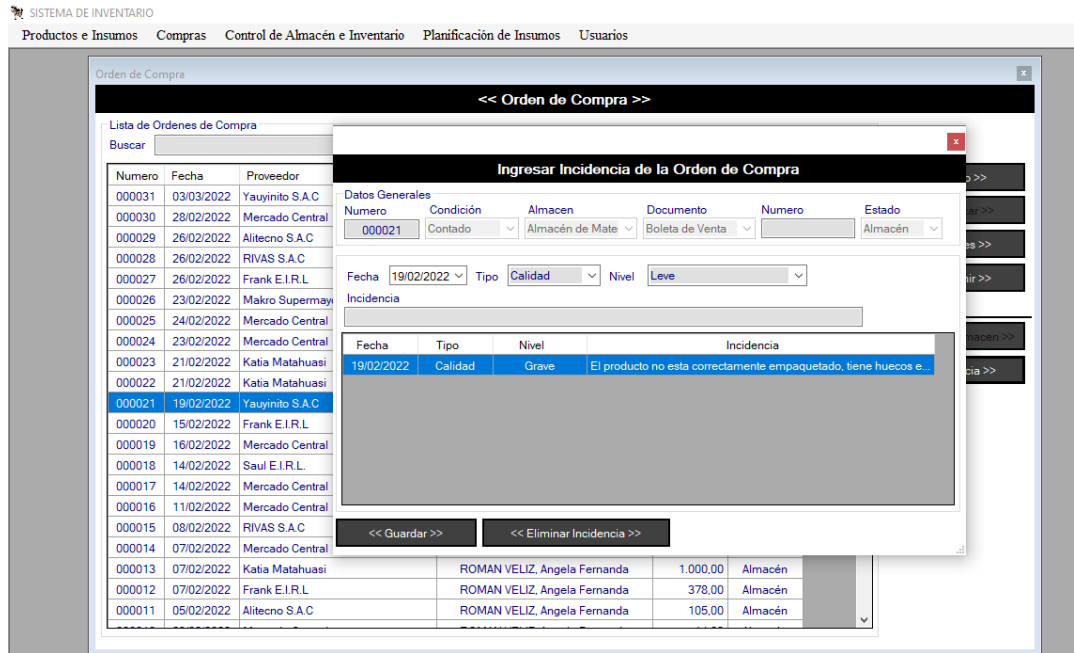 SISTEMA DE INVENTARIO
Productos e Insumos Compras Control de Almacén e Inventario Planificación de Insumos Usuarios
Orden de Compra x
<< Orden de Compra >>
Lista de Ordenes de Compra
Buscar
x
Ingresar Incidencia de la Orden de Compra
Datos Generales
Numero Condición Almacen Documento Numero Estado
000021 Contado Almacén de Mate Boleta de Venta Almacén
Fecha 19/02/2022 Tipo Calidad Nivel Leve
Incidencia
Fecha Tipo Nivel Incidencia
19/02/2022 Calidad Grave El producto no esta correctamente empaquetado, tiene huecos e...
<< Guardar >> << Eliminar Incidencia >>
Numero Fecha Proveedor
000031 03/03/2022 Yauyinito S.A.C
000030 28/02/2022 Mercado Central
000029 26/02/2022 Alitecno S.A.C
000028 26/02/2022 RIVAS S.A.C
000027 26/02/2022 Frank E.I.R.L
000026 23/02/2022 Makro Supermay
000025 24/02/2022 Mercado Central
000024 23/02/2022 Mercado Central
000023 21/02/2022 Katia Matahuasi
000022 21/02/2022 Katia Matahuasi
000021 19/02/2022 Yauyinito S.A.C
000020 15/02/2022 Frank E.I.R.L
000019 16/02/2022 Mercado Central
000018 14/02/2022 Saul E.I.R.L.
000017 14/02/2022 Mercado Central
000016 11/02/2022 Mercado Central
000015 08/02/2022 RIVAS S.A.C
000014 07/02/2022 Mercado Central
000013 07/02/2022 Katia Matahuasi ROMAN VELIZ, Angela Fernanda 1.000,00 Almacén
000012 07/02/2022 Frank E.I.R.L ROMAN VELIZ, Angela Fernanda 378,00 Almacén
000011 05/02/2022 Alitecno S.A.C ROMAN VELIZ, Angela Fernanda 105,00 Almacén
o >>
ar >>
es >>
ir >>
macen >>
cia >>